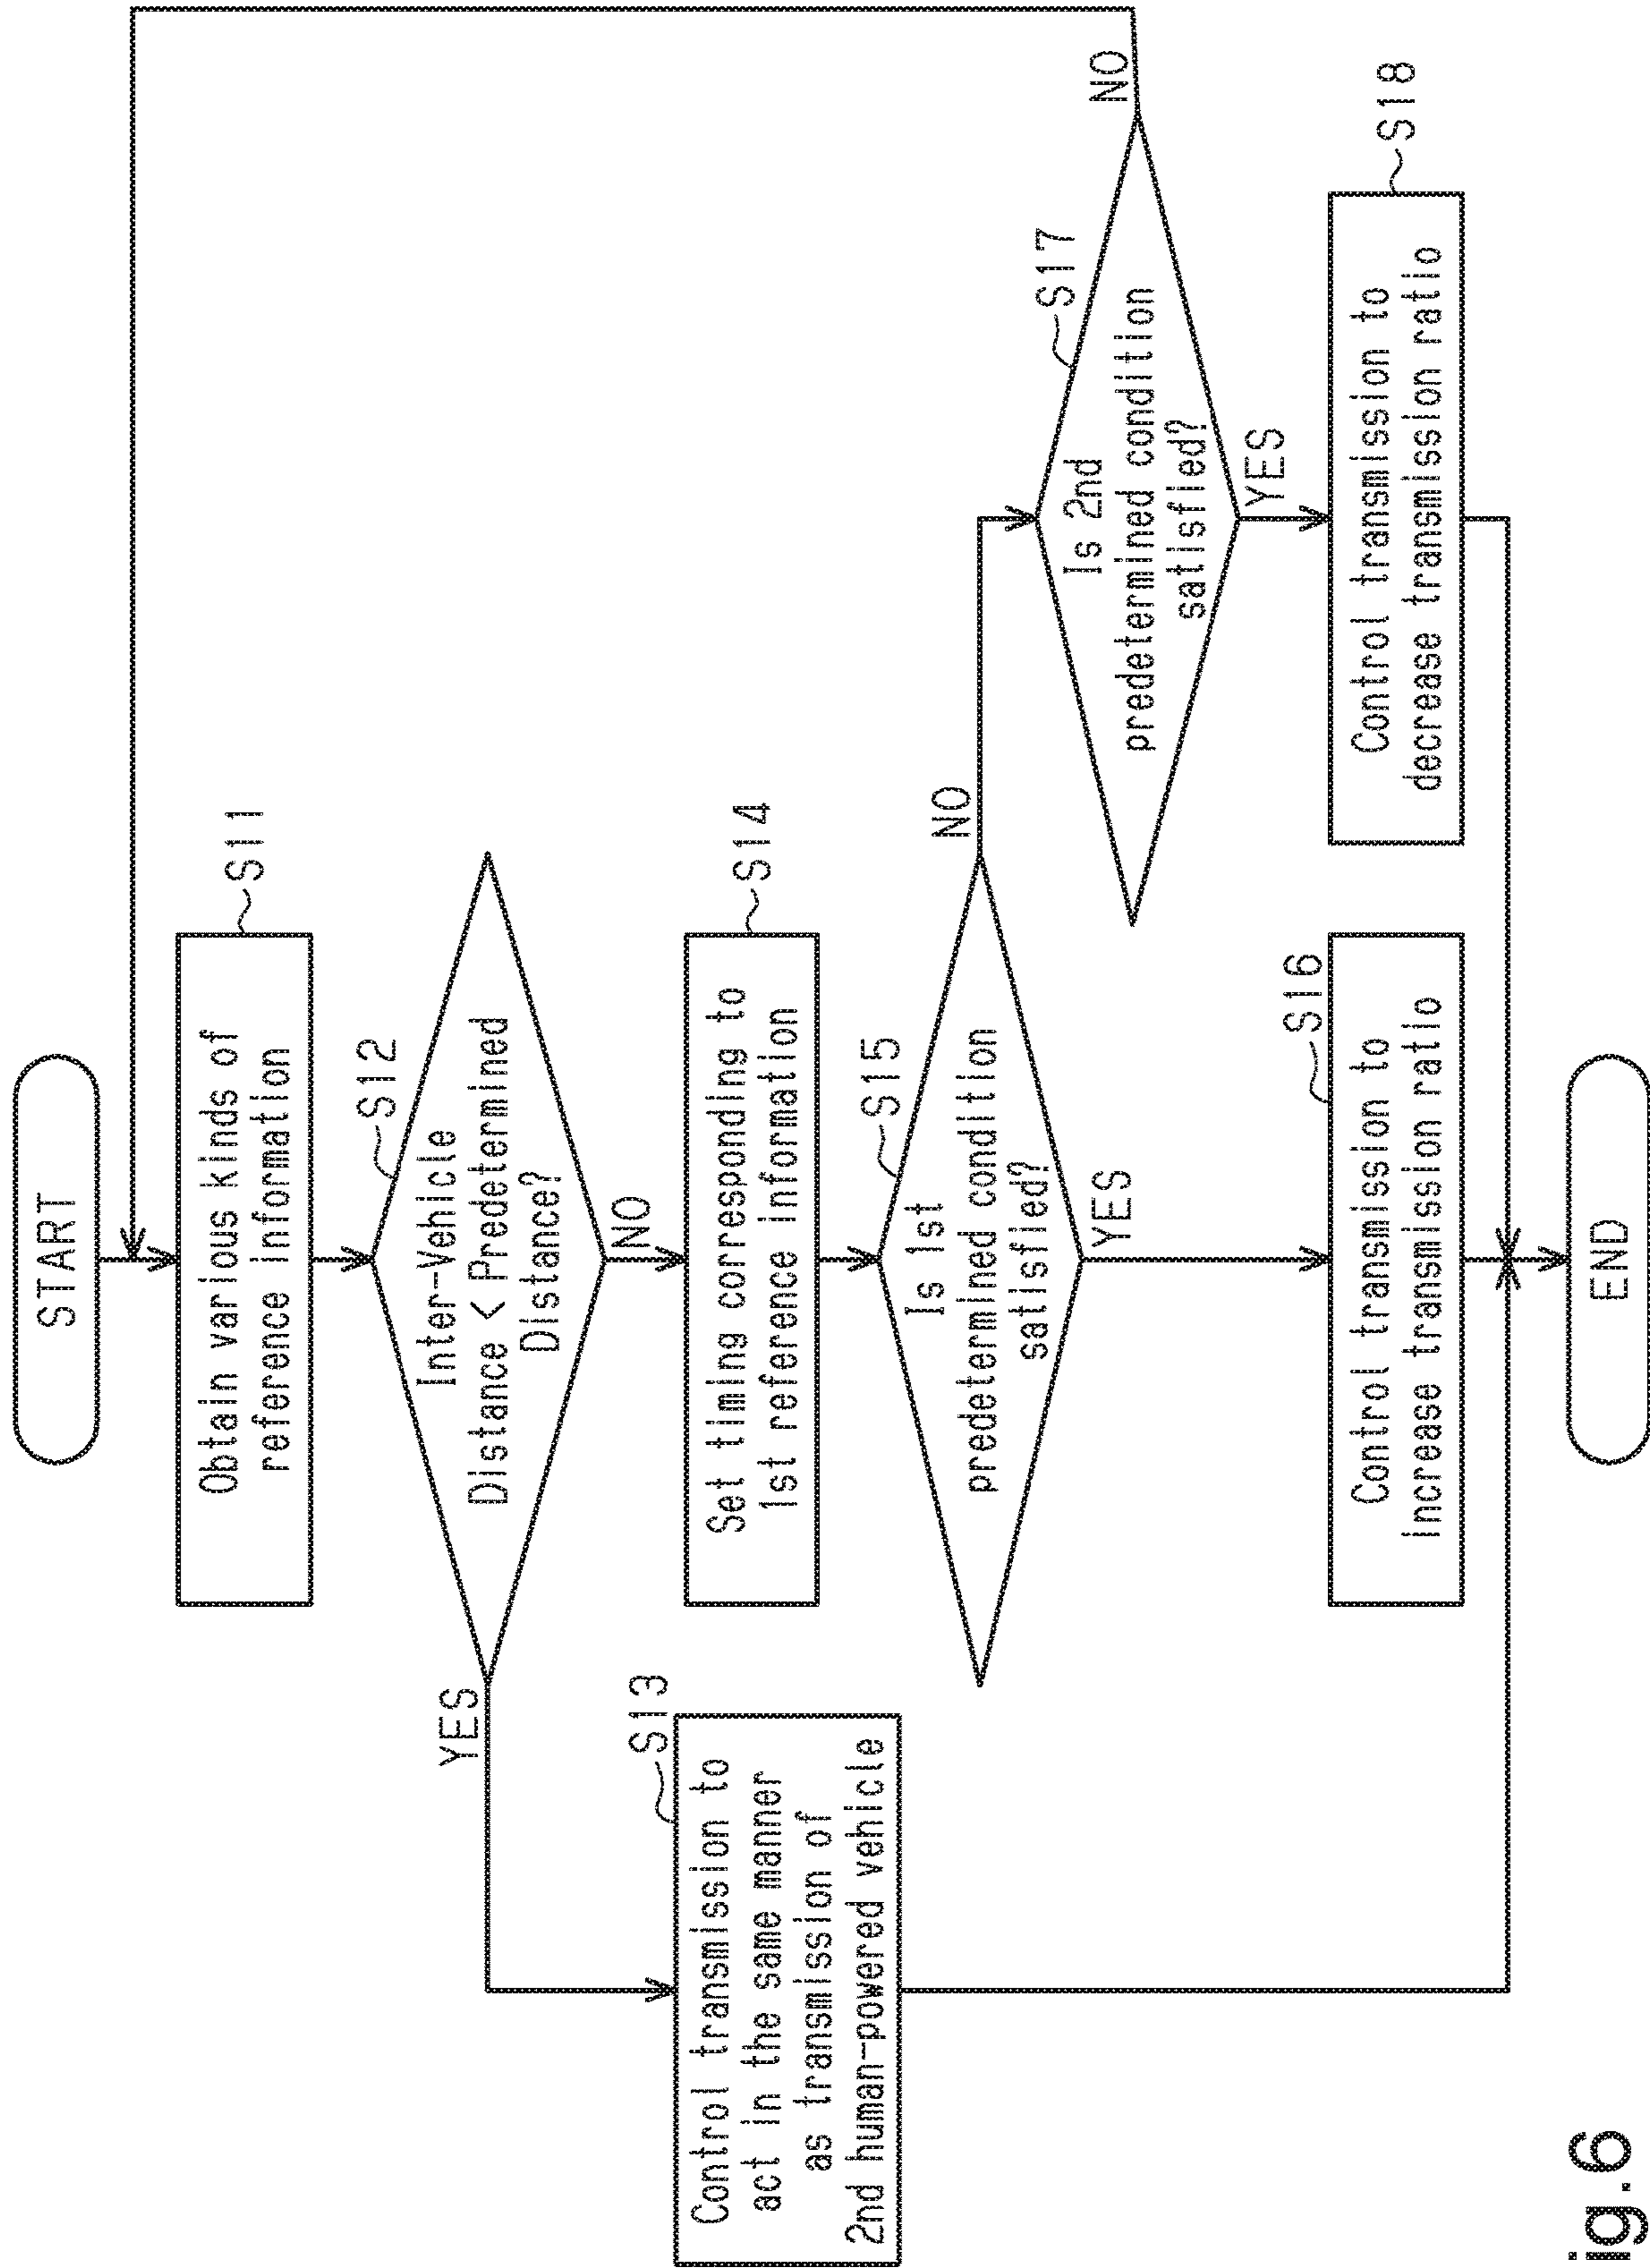 START
Obtain various kinds of
reference information
S11
Inter-Vehicle
Distance < Predetermined
Distance?
S12
YES
NO
Control transmission to
act in the same manner
as transmission of
2nd human-powered vehicle
S13
Set timing corresponding to
1st reference information
S14
Is 1st
predetermined condition
satisfied?
S15
NO
YES
Is 2nd
predetermined condition
satisfied?
S17
NO
YES
Control transmission to
increase transmission ratio
S16
Control transmission to
decrease transmission ratio
S18
END
ig.6